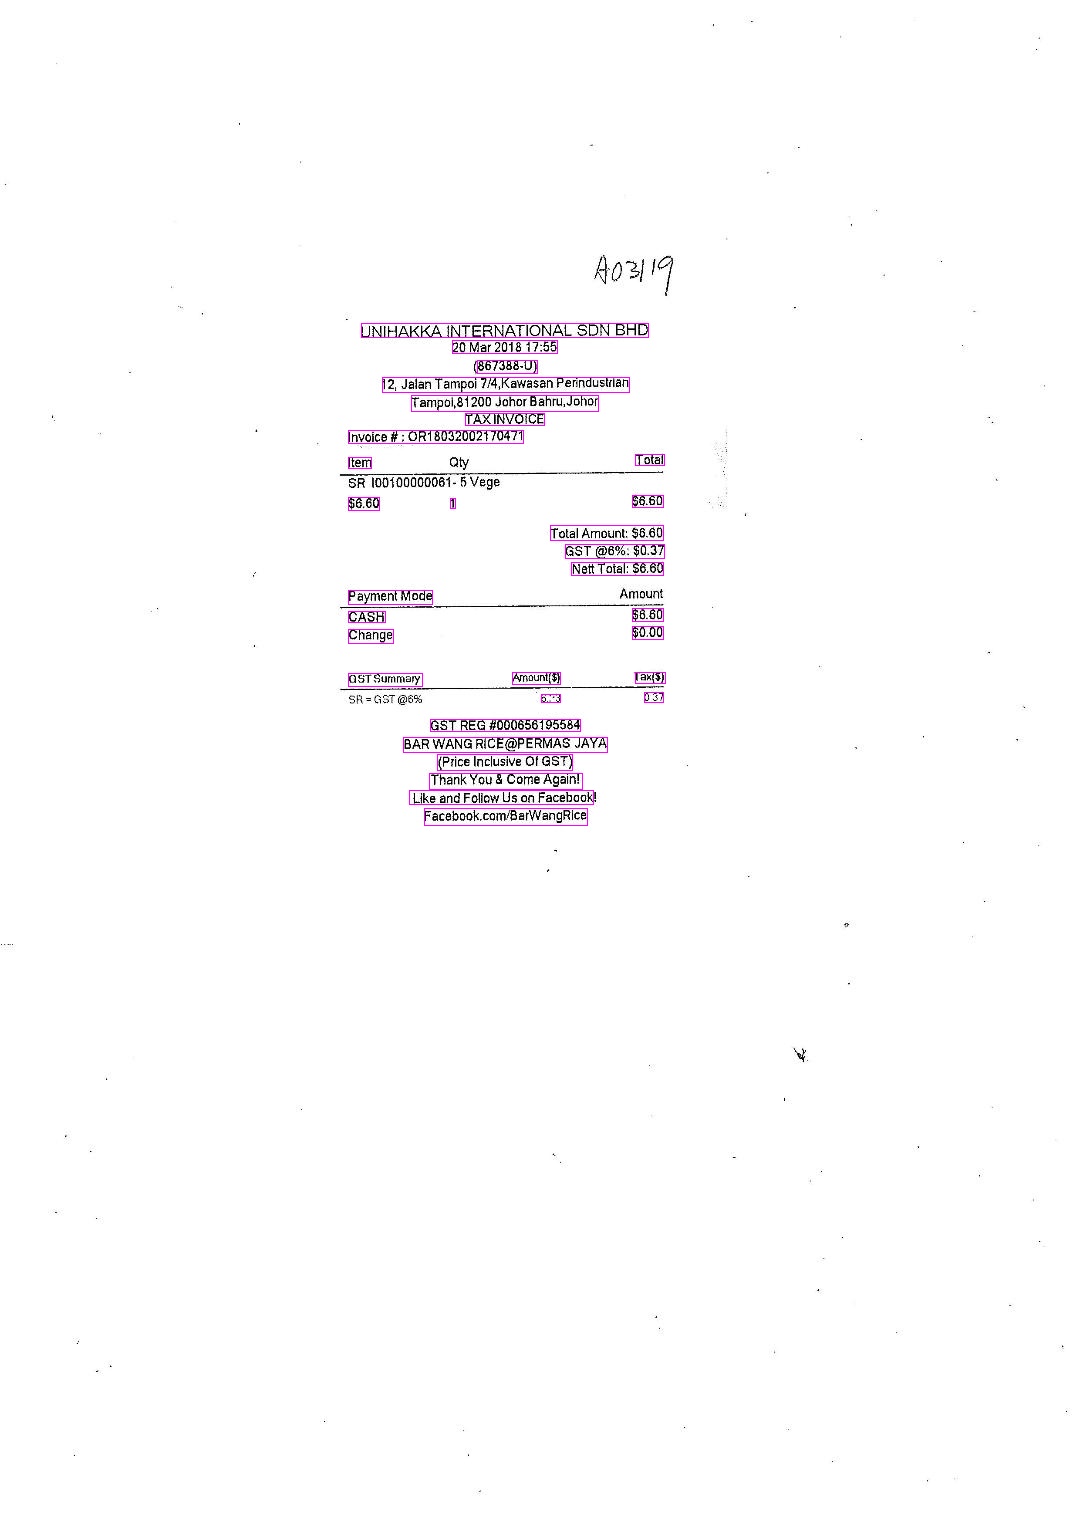 A03119
UNIHAKKA INTERNATIONAL SDN BHD
20 Mar 2018 17:55
(867388-U)
12, Jalan Tampoi 7/4,Kawasan Perindustrian
Tampoi,81200 Johor Bahru,Johor
TAX INVOICE
Invoice # : OR18032002170471
Item Qty Total
SR I00100000061- 5 Vege
$6.60 1 $6.60
Total Amount: $6.60
GST @6%: $0.37
Nett Total: $6.60
Payment Mode Amount
CASH $6.60
Change $0.00
GST Summary Amount($) Tax($)
SR = GST @6% 0.37
GST REG #000656195584
BAR WANG RICE@PERMAS JAYA
(Price Inclusive Of GST)
Thank You & Come Again!
Like and Follow Us on Facebook!
Facebook.com/BarWangRice